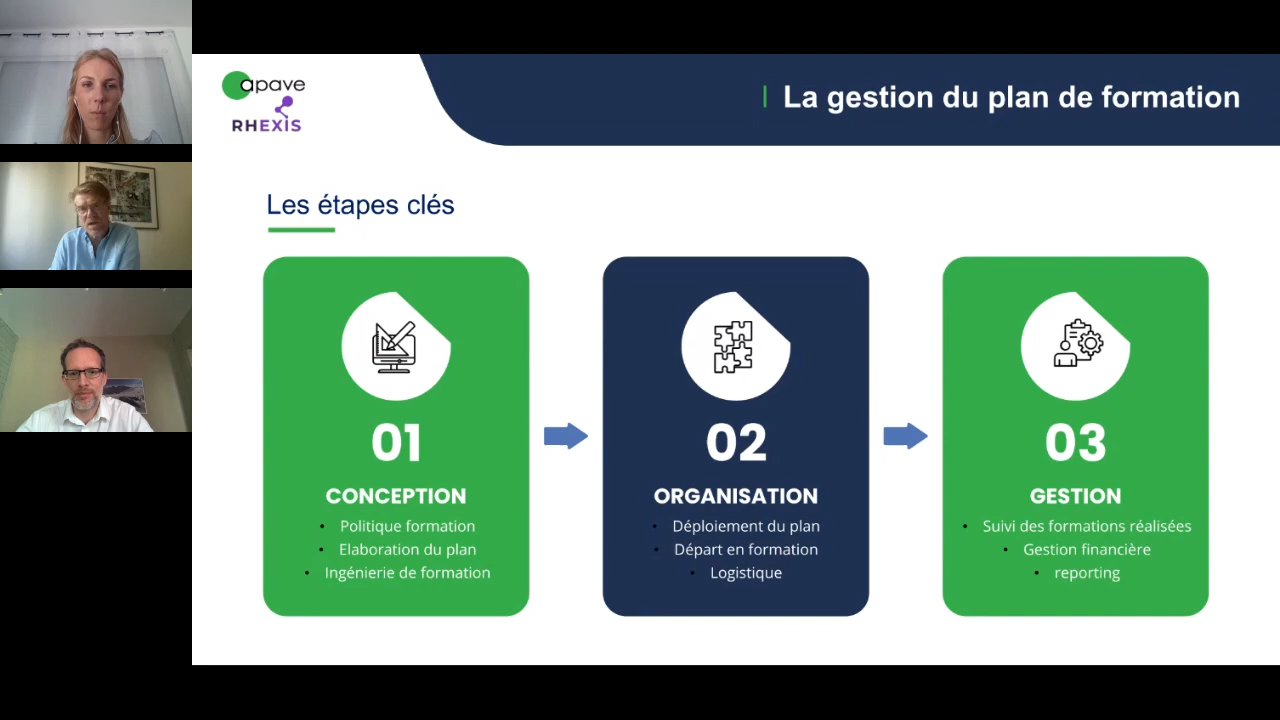 apave
RHEXIS
La gestion du plan de formation
Les étapes clés
01
CONCEPTION
• Politique formation
• Elaboration du plan
• Ingénierie de formation
02
ORGANISATION
• Déploiement du plan
• Départ en formation
• Logistique
03
GESTION
• Suivi des formations réalisées
• Gestion financière
• reporting